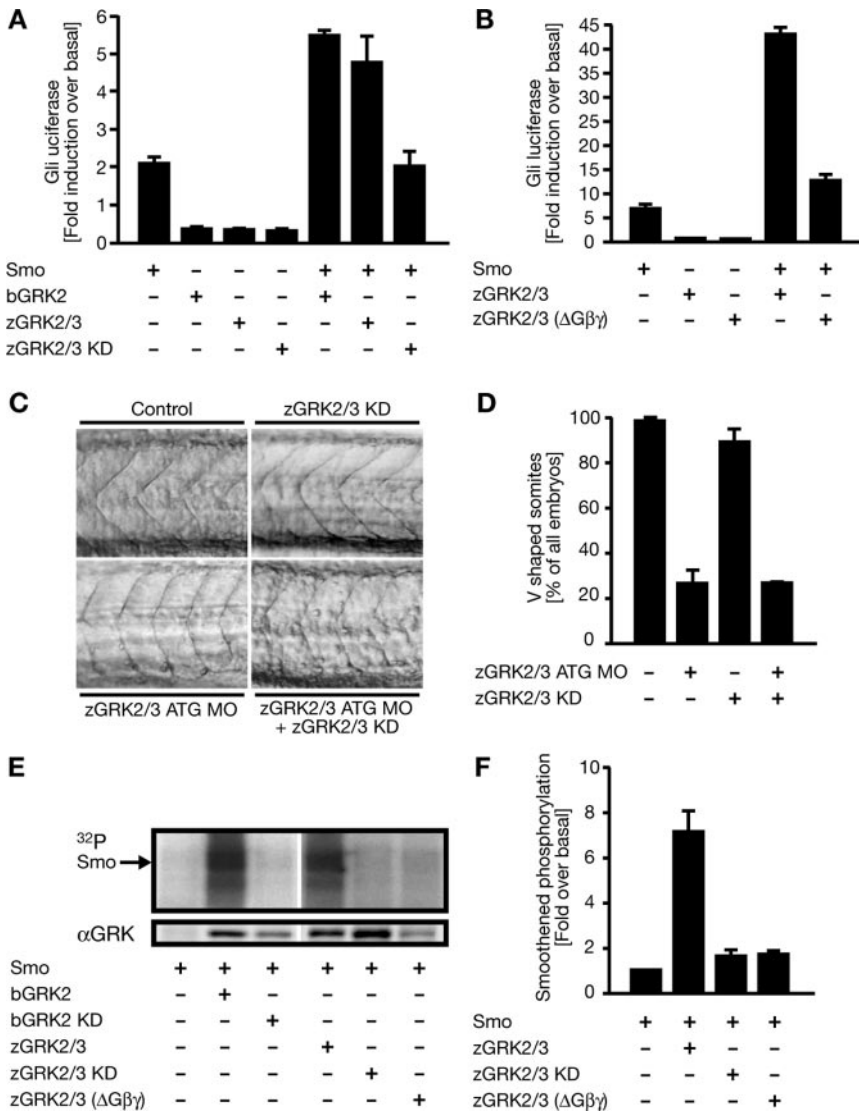 A
Gli uciferase
[Fold induction over basal]
6
5
4
3
2
1
0
Smo + – – – + + +
bGRK2 – + – – + – –
zGRK2/3 – – + – – + –
zGRK2/3 KD – – – + – – +
B
Gli luciferase
[Fold induction over basal]
45
40
35
30
25
20
15
10
5
0
Smo + – – + +
zGRK2/3 – + – + –
zGRK2/3 (ΔGβγ) – – + – +
C
Control
zGRK2/3 KD
zGRK2/3 ATG MO
zGRK2/3 ATG MO
+ zGRK2/3 KD
D
V shaped somites
[% of all embryos]
100
80
60
40
20
0
zGRK2/3 ATG MO – + – +
zGRK2/3 KD – – + +
E
32P
Smo
αGRK
Smo + + + + + +
bGRK2 – + – – – –
bGRK2 KD – – + – – –
zGRK2/3 – – – + – –
zGRK2/3 KD – – – – + –
zGRK2/3 (ΔGβγ) – – – – – +
F
Smoothened phosphorylation
[Fold over basal]
10
8
6
4
2
0
Smo + + + +
zGRK2/3 – + – –
zGRK2/3 KD – – + –
zGRK2/3 (ΔGβγ) – – – +